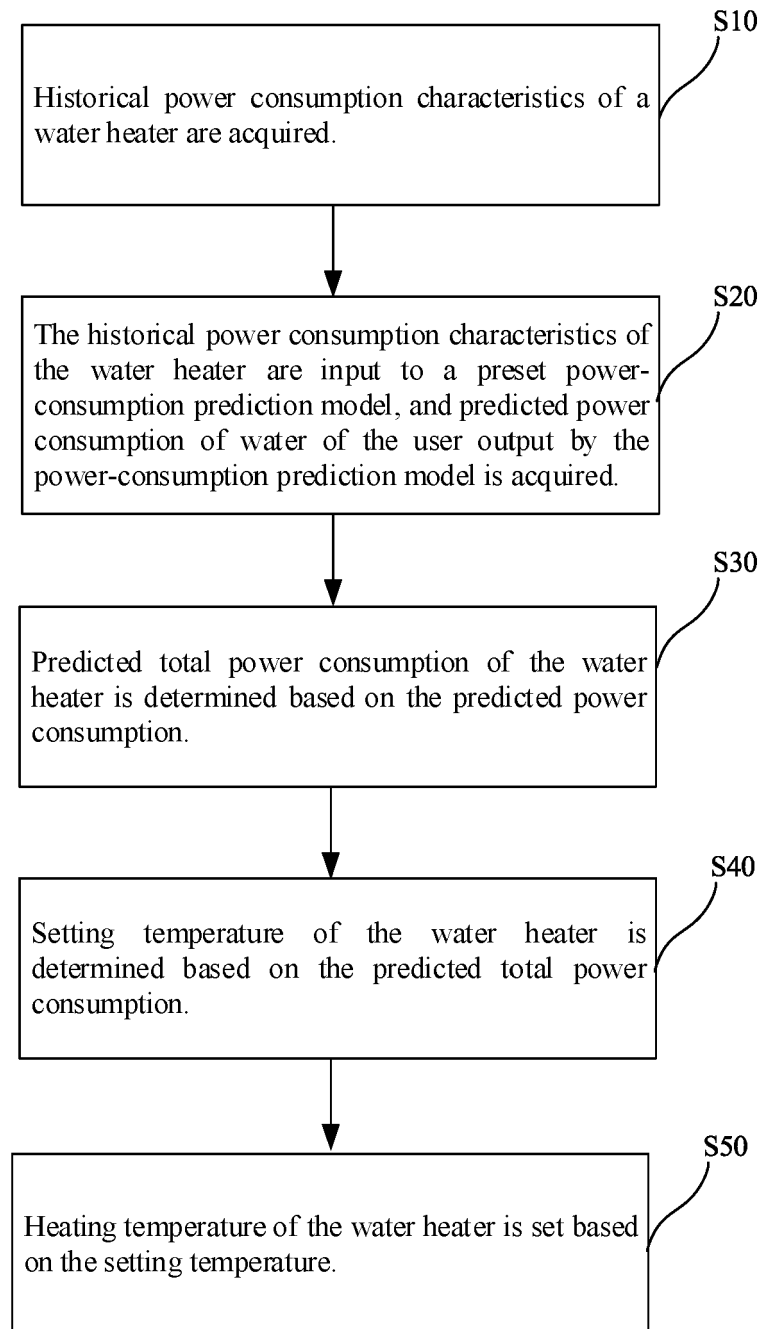 S10
Historical power consumption characteristics of a
water heater are acquired.
S20
The historical power consumption characteristics of
the water heater are input to a preset power-
consumption prediction model, and predicted power
consumption of water of the user output by the
power-consumption prediction model is acquired.
S30
Predicted total power consumption of the water
heater is determined based on the predicted power
consumption.
S40
Setting temperature of the water heater is
determined based on the predicted total power
consumption.
S50
Heating temperature of the water heater is set based
on the setting temperature.